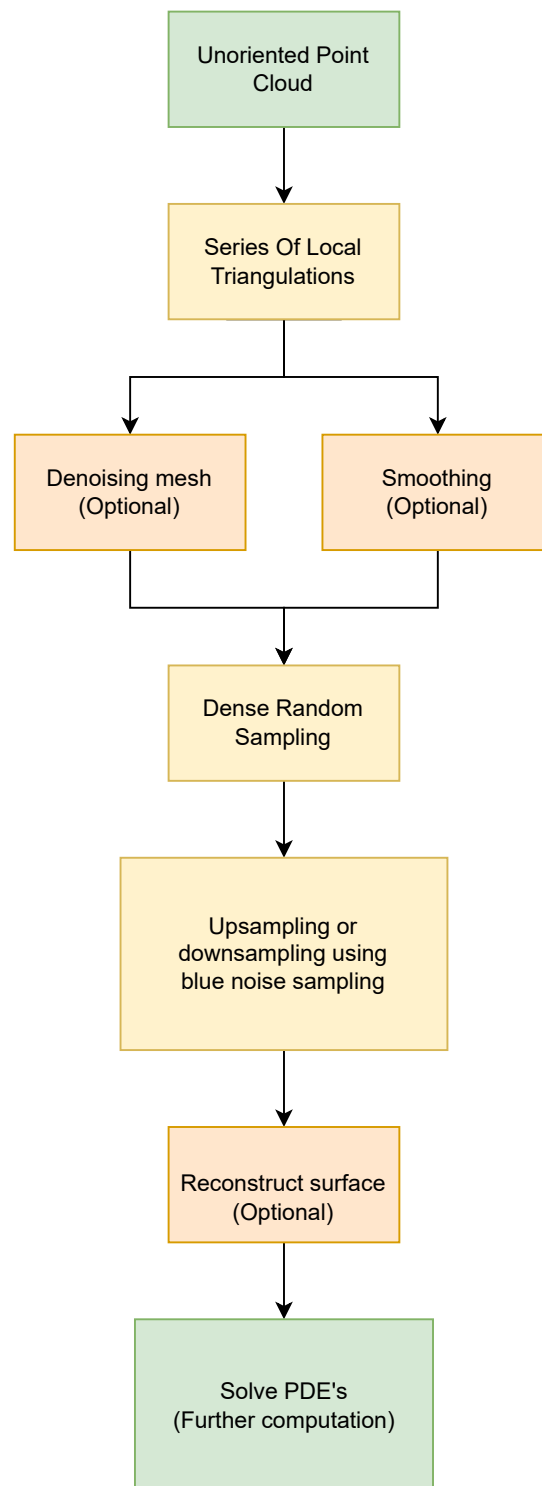 Unoriented Point
Cloud
Series Of Local
Triangulations
Denoising mesh
(Optional)
Smoothing
(Optional)
Dense Random
Sampling
Upsampling or
downsampling using
blue noise sampling
Reconstruct surface
(Optional)
Solve PDE's
(Further computation)